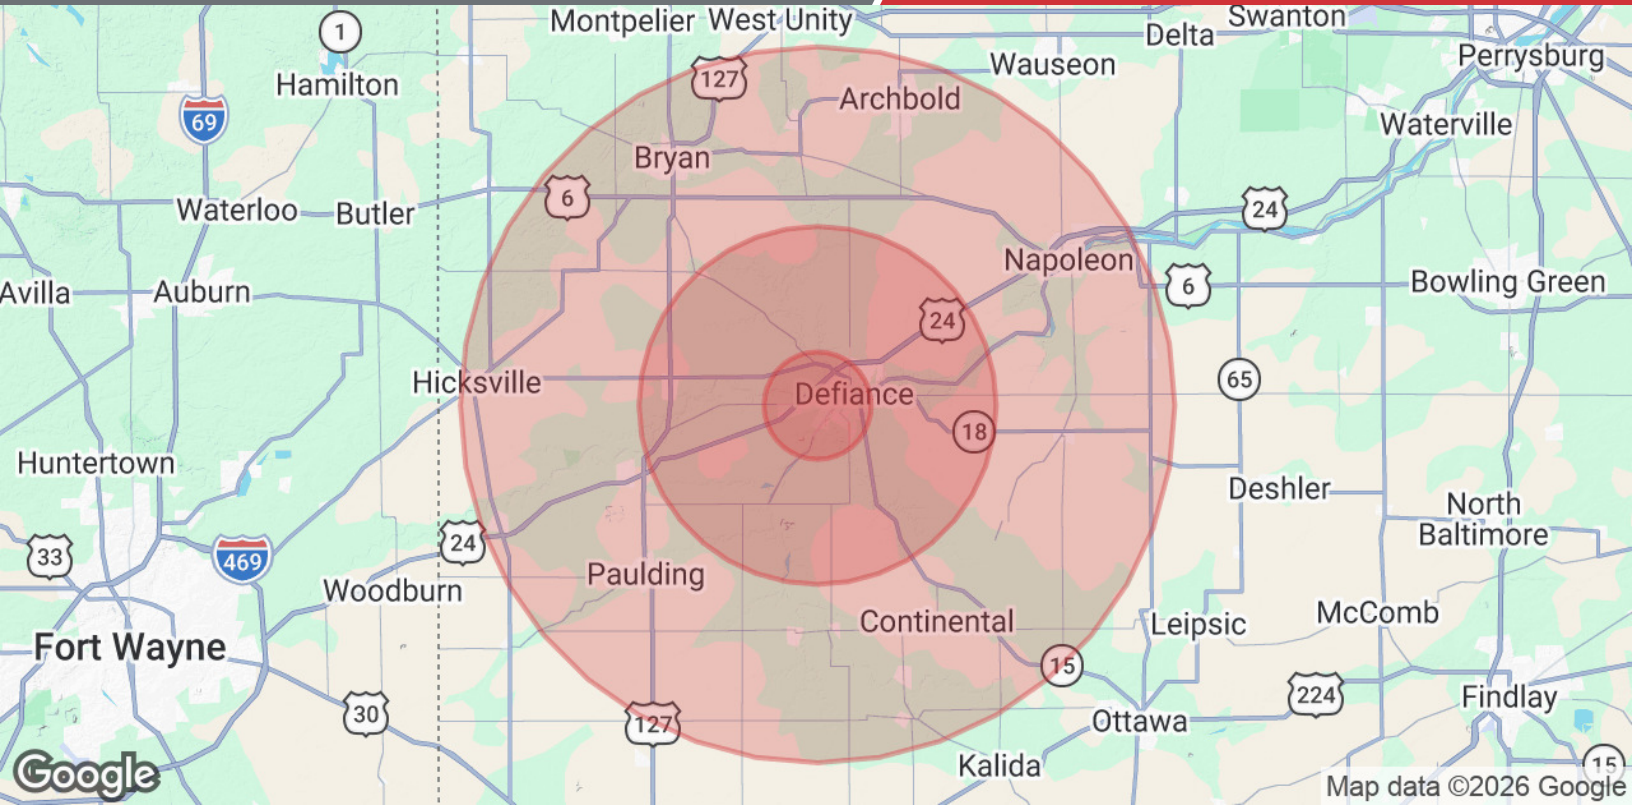 Montpelier
West Unity
Swanton
Delta
1
Hamilton
127
Wauseon
Perrysburg
Archbold
69
Waterville
Bryan
6
Waterloo
Butler
24
Napoleon
Avilla
Auburn
6
Bowling Green
24
Hicksville
Defiance
65
18
Huntertown
Deshler
North
Baltimore
33
469
24
Woodburn
Paulding
Continental
Leipsic
McComb
Fort Wayne
15
30
127
224
Findlay
Ottawa
Kalida
15
Google
Map data ©2026 Google